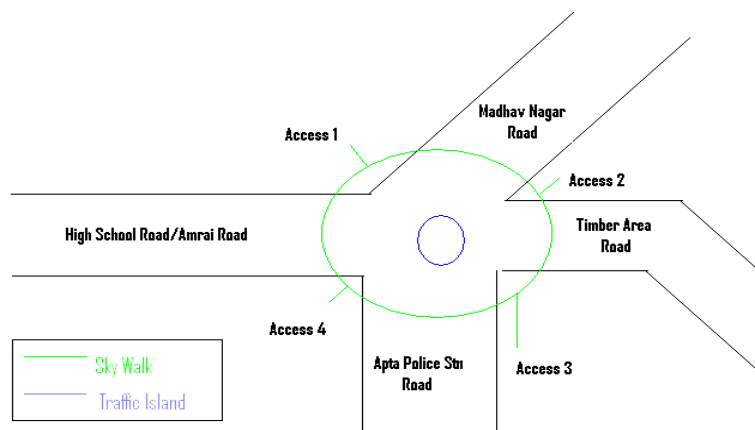 Madhav Nagar
Road
Access 1
Access 2
High School Road/Amrai Road
Timber Area
Road
Access 4
Apta Police Stn
Road
Access 3
Sky Walk
Traffic Island